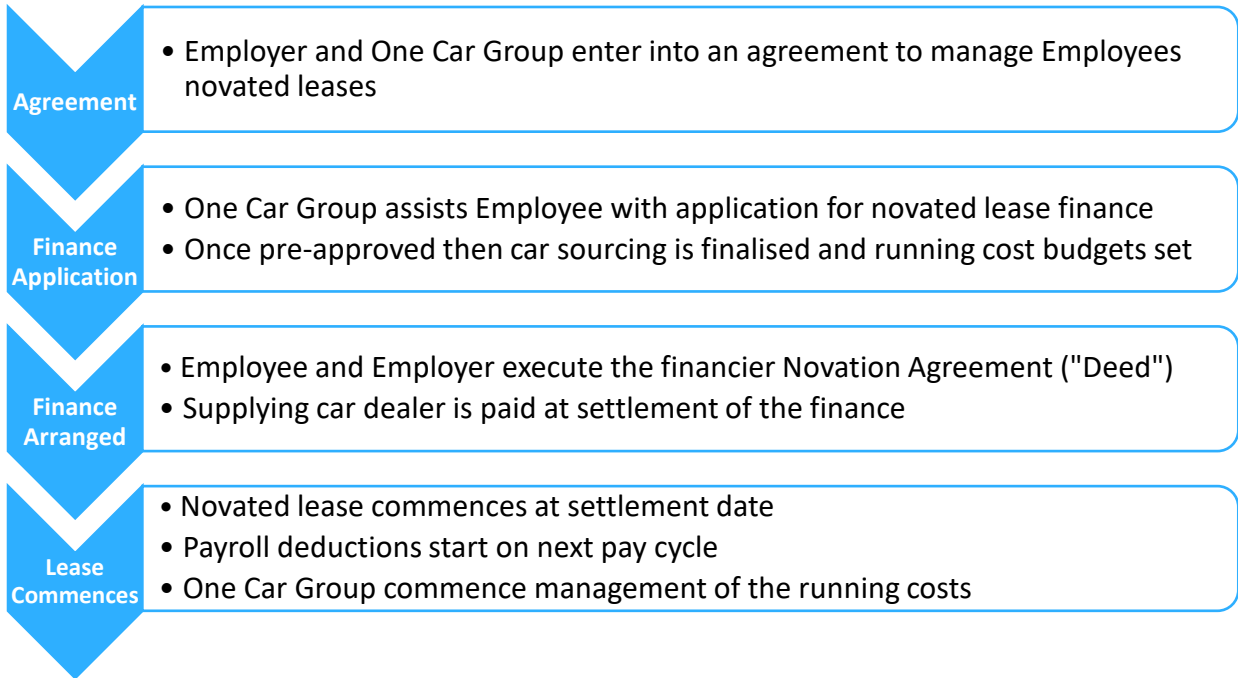 Agreement
• Employer and One Car Group enter into an agreement to manage Employees
novated leases
Finance
Application
• One Car Group assists Employee with application for novated lease finance
• Once pre-approved then car sourcing is finalised and running cost budgets set
Finance
Arranged
• Employee and Employer execute the financier Novation Agreement ("Deed")
• Supplying car dealer is paid at settlement of the finance
Lease
Commences
• Novated lease commences at settlement date
• Payroll deductions start on next pay cycle
• One Car Group commence management of the running costs